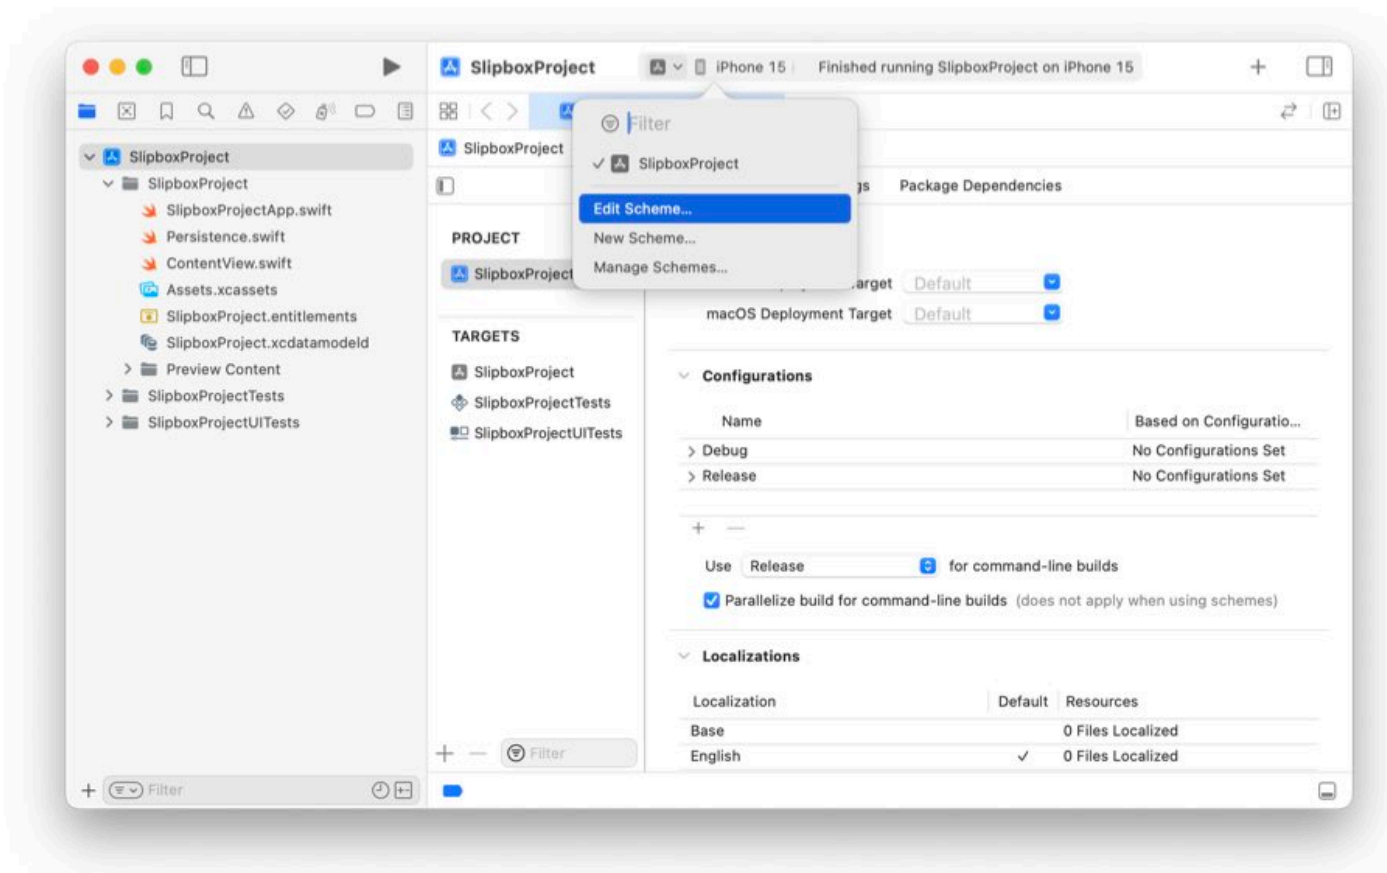 SlipboxProject
iPhone 15
Finished running SlipboxProject on iPhone 15
Filter
SlipboxProject
Edit Scheme...
New Scheme...
Manage Schemes...
SlipboxProject
SlipboxProject
SlipboxProjectApp.swift
Persistence.swift
ContentView.swift
Assets.xcassets
SlipboxProject.entitlements
SlipboxProject.xcdatamodeld
Preview Content
SlipboxProjectTests
SlipboxProjectUITests
Filter
SlipboxProject
Package Dependencies
PROJECT
SlipboxProject
TARGETS
SlipboxProject
SlipboxProjectTests
SlipboxProjectUITests
Filter
arget Default
macOS Deployment Target Default
Configurations
Name Based on Configuratio...
Debug No Configurations Set
Release No Configurations Set
Use Release for command-line builds
Parallelize build for command-line builds (does not apply when using schemes)
Localizations
Localization Default Resources
Base 0 Files Localized
English 0 Files Localized